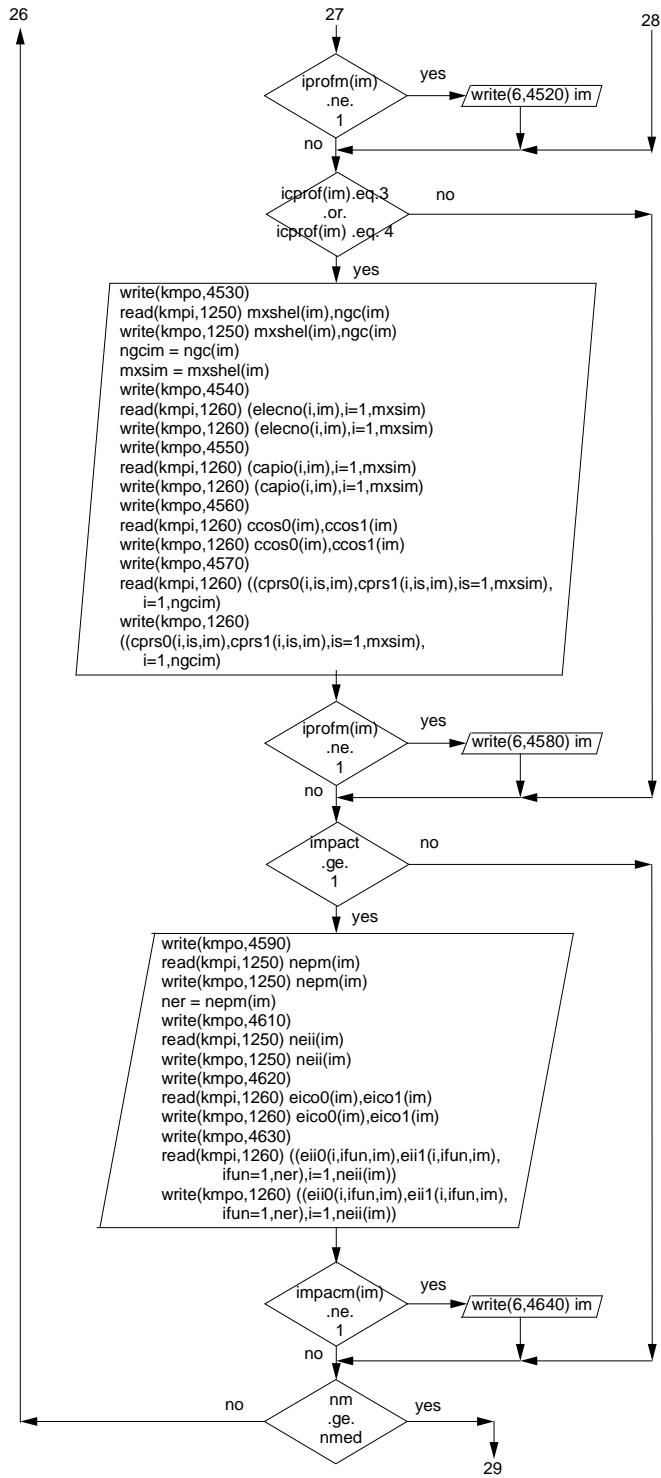 26
27
28
iprofm(im)
.ne.
1
yes
write(6,4520) im
no
icprof(im).eq.3
.or.
icprof(im) .eq. 4
no
yes
write(kmpo,4530)
read(kmpi,1250) mxshel(im),ngc(im)
write(kmpo,1250) mxshel(im),ngc(im)
ngcim = ngc(im)
mxsim = mxshel(im)
write(kmpo,4540)
read(kmpi,1260) (elecno(i,im),i=1,mxsim)
write(kmpo,1260) (elecno(i,im),i=1,mxsim)
write(kmpo,4550)
read(kmpi,1260) (capio(i,im),i=1,mxsim)
write(kmpo,1260) (capio(i,im),i=1,mxsim)
write(kmpo,4560)
read(kmpi,1260) ccos0(im),ccos1(im)
write(kmpo,1260) ccos0(im),ccos1(im)
write(kmpo,4570)
read(kmpi,1260) ((cprs0(i,is,im),cprs1(i,is,im),is=1,mxsim),
i=1,ngcim)
write(kmpo,1260)
((cprs0(i,is,im),cprs1(i,is,im),is=1,mxsim),
i=1,ngcim)
iprofm(im)
.ne.
1
yes
write(6,4580) im
no
impact
.ge.
1
no
yes
write(kmpo,4590)
read(kmpi,1250) nepm(im)
write(kmpo,1250) nepm(im)
ner = nepm(im)
write(kmpo,4610)
read(kmpi,1250) neii(im)
write(kmpo,1250) neii(im)
write(kmpo,4620)
read(kmpi,1260) eico0(im),eico1(im)
write(kmpo,1260) eico0(im),eico1(im)
write(kmpo,4630)
read(kmpi,1260) ((eii0(i,ifun,im),eii1(i,ifun,im),
ifun=1,ner),i=1,neii(im))
write(kmpo,1260) ((eii0(i,ifun,im),eii1(i,ifun,im),
ifun=1,ner),i=1,neii(im))
impacm(im)
.ne.
1
yes
write(6,4640) im
no
no
nm
.ge.
nmed
yes
29